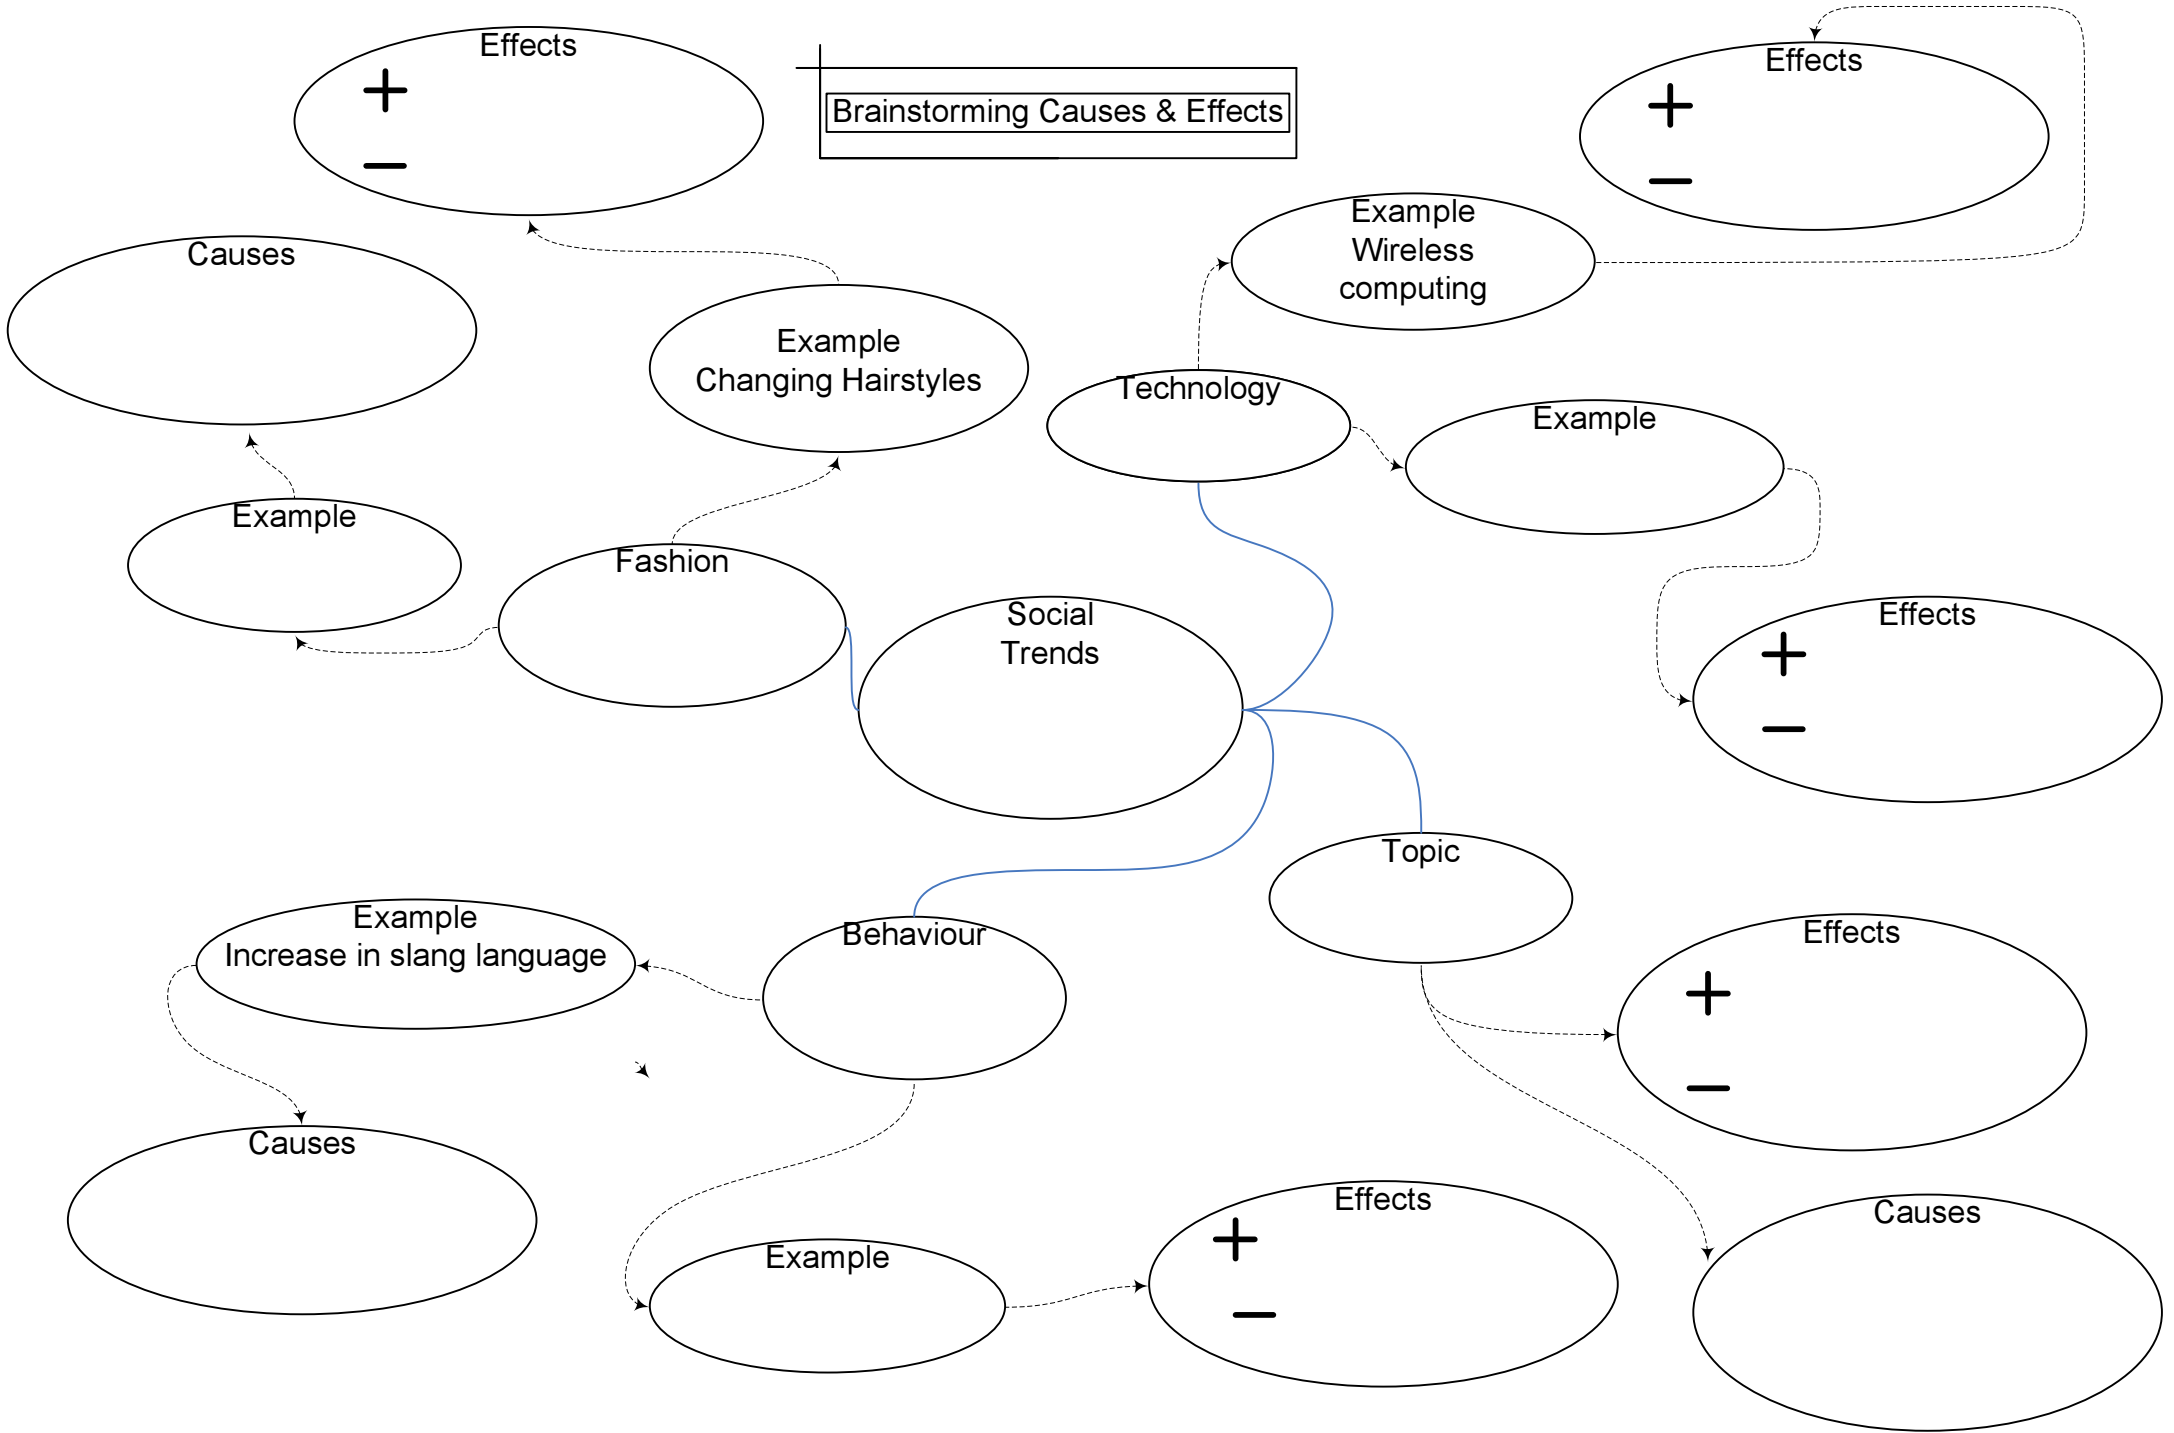 Brainstorming Causes & Effects
Effects
+
–
Effects
+
–
Example
Wireless
computing
Causes
Example
Changing Hairstyles
Technology
Example
Example
Fashion
Social
Trends
Effects
+
–
Topic
Example
Increase in slang language
Behaviour
Effects
+
–
Causes
Example
Effects
+
–
Causes